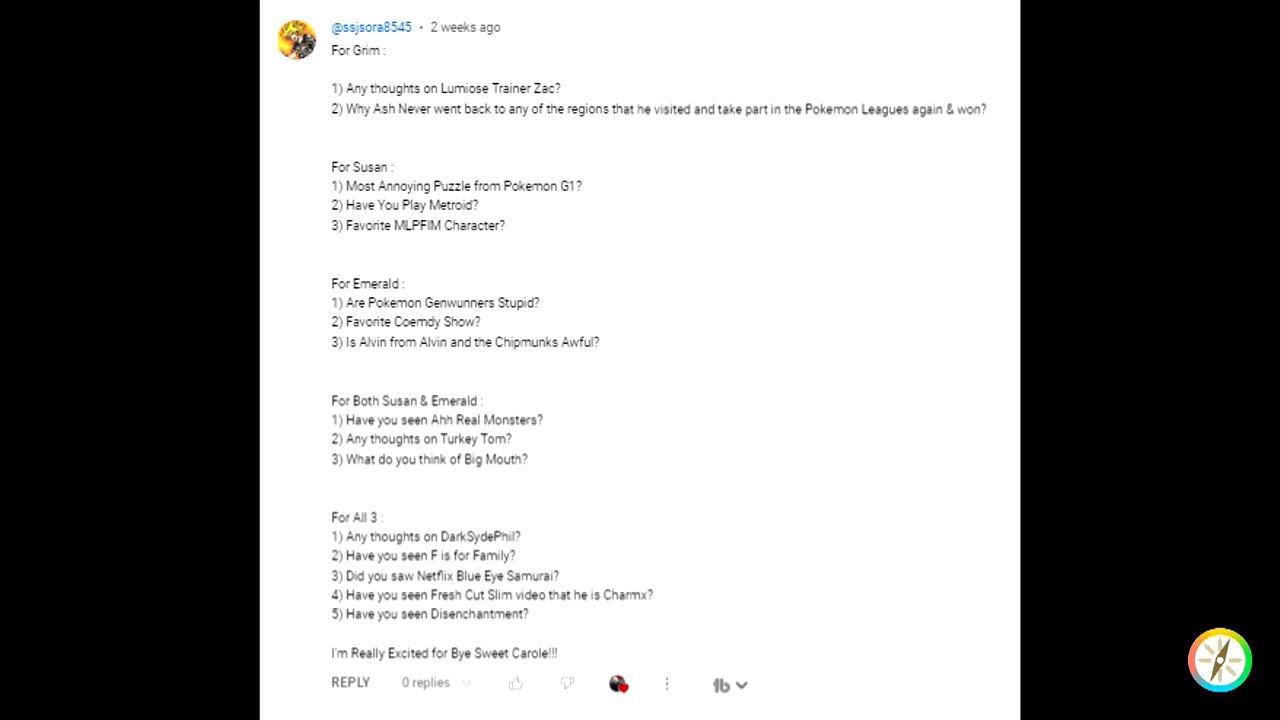 @ssjsora8545 • 2 weeks ago
For Grim :
1) Any thoughts on Lumiose Trainer Zac?
2) Why Ash Never went back to any of the regions that he visited and take part in the Pokemon Leagues again & won?
For Susan :
1) Most Annoying Puzzle from Pokemon G1?
2) Have You Play Metroid?
3) Favorite MLPFIM Character?
For Emerald :
1) Are Pokemon Genwunners Stupid?
2) Favorite Coemdy Show?
3) Is Alvin from Alvin and the Chipmunks Awful?
For Both Susan & Emerald :
1) Have you seen Ahh Real Monsters?
2) Any thoughts on Turkey Tom?
3) What do you think of Big Mouth?
For All 3 :
1) Any thoughts on DarkSydePhil?
2) Have you seen F is for Family?
3) Did you saw Netflix Blue Eye Samurai?
4) Have you seen Fresh Cut Slim video that he is Charmx?
5) Have you seen Disenchantment?
I'm Really Excited for Bye Sweet Carole!!!
REPLY 0 replies tb